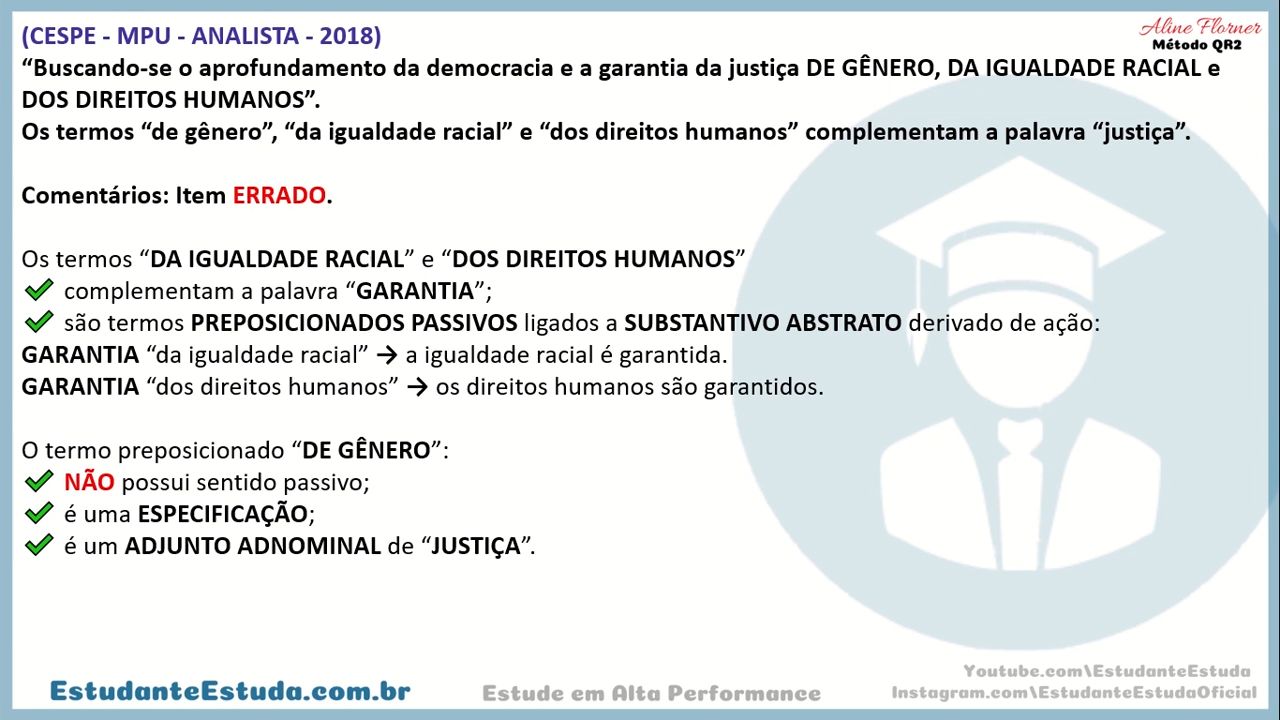 (CESPE - MPU - ANALISTA - 2018)
Aline Florner
Método QR2
“Buscando-se o aprofundamento da democracia e a garantia da justiça DE GÊNERO, DA IGUALDADE RACIAL e
DOS DIREITOS HUMANOS”.
Os termos “de gênero”, “da igualdade racial” e “dos direitos humanos” complementam a palavra “justiça”.
Comentários: Item ERRADO.
Os termos “DA IGUALDADE RACIAL” e “DOS DIREITOS HUMANOS”
complementam a palavra “GARANTIA”;
são termos PREPOSICIONADOS PASSIVOS ligados a SUBSTANTIVO ABSTRATO derivado de ação:
GARANTIA “da igualdade racial” → a igualdade racial é garantida.
GARANTIA “dos direitos humanos” → os direitos humanos são garantidos.
O termo preposicionado “DE GÊNERO”:
NÃO possui sentido passivo;
é uma ESPECIFICAÇÃO;
é um ADJUNTO ADNOMINAL de “JUSTIÇA”.
EstudanteEstuda.com.br
Estude em Alta Performance
Youtube.com\EstudanteEstuda
Instagram.com\EstudanteEstudaOficial